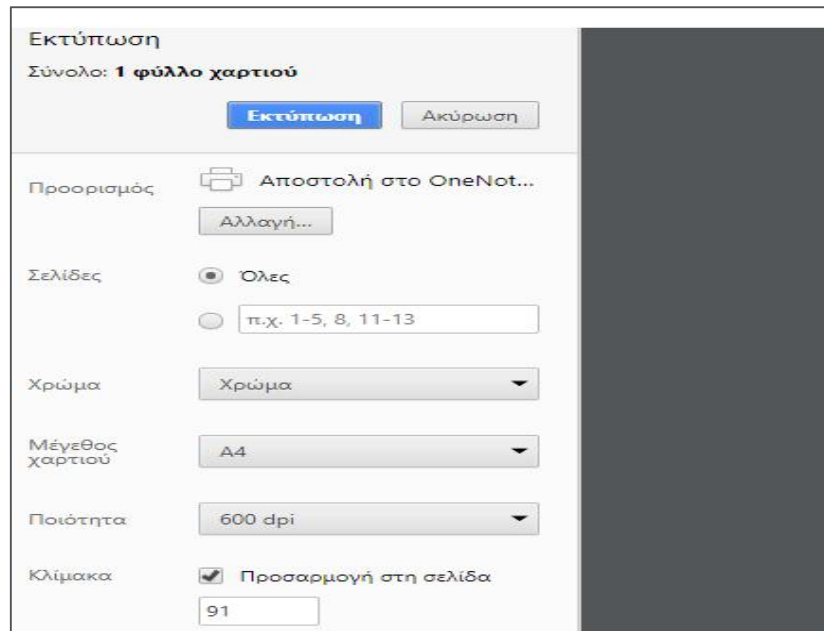 Εκτύπωση
Σύνολο: 1 φύλλο χαρτιού
Εκτύπωση Ακύρωση
Προορισμός Αποστολή στο OneNot...
Αλλαγή...
Σελίδες Όλες
π.χ. 1-5, 8, 11-13
Χρώμα Χρώμα
Μέγεθος
χαρτιού A4
Ποιότητα 600 dpi
Κλίμακα Προσαρμογή στη σελίδα
91